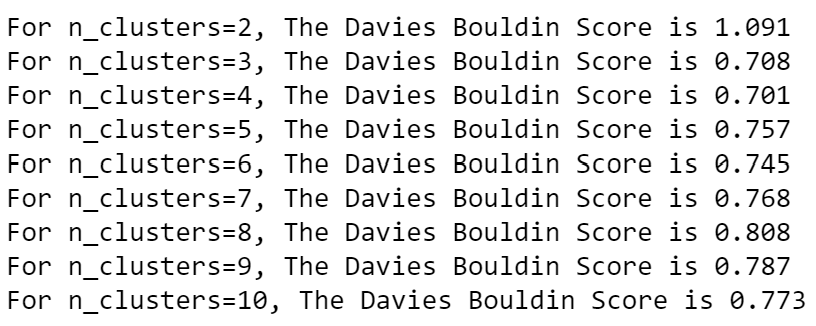 For n_clusters=2, The Davies Bouldin Score is 1.091
For n_clusters=3, The Davies Bouldin Score is 0.708
For n_clusters=4, The Davies Bouldin Score is 0.701
For n_clusters=5, The Davies Bouldin Score is 0.757
For n_clusters=6, The Davies Bouldin Score is 0.745
For n_clusters=7, The Davies Bouldin Score is 0.768
For n_clusters=8, The Davies Bouldin Score is 0.808
For n_clusters=9, The Davies Bouldin Score is 0.787
For n_clusters=10, The Davies Bouldin Score is 0.773